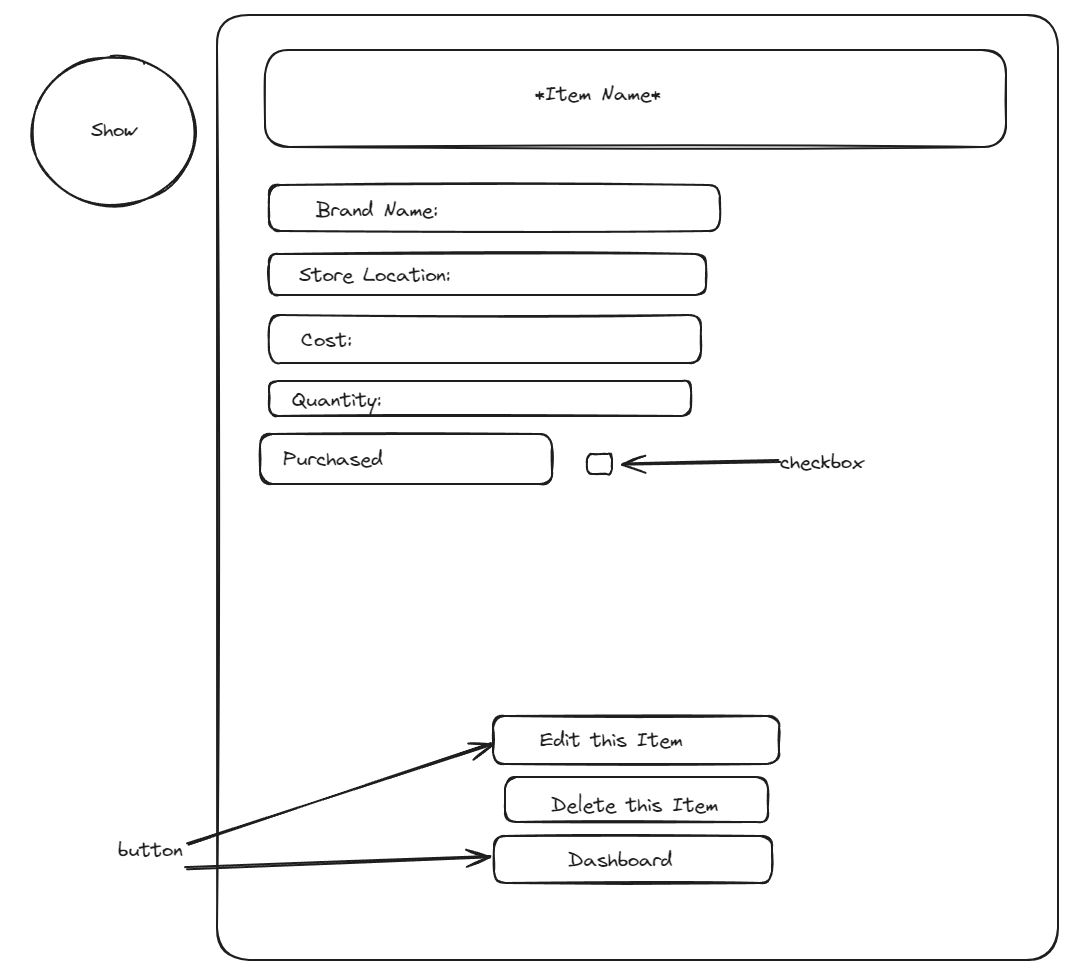 Show
*Item Name*
Brand Name:
Store Location:
Cost:
Quantity:
Purchased
checkbox
Edit this Item
Delete this Item
button
Dashboard